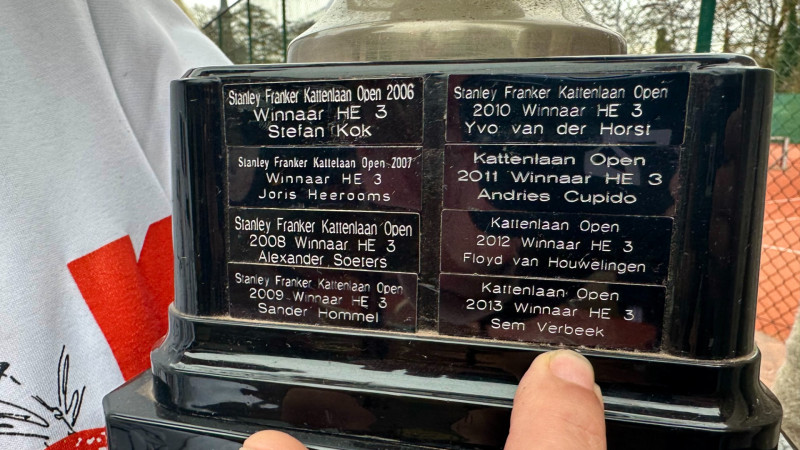 Stanley Franker Kattenlaan Open 2006
Winnaar HE 3
Stefan Kok
Stanley Franker Kattelaan Open 2007
Winnaar HE 3
Joris Heerooms
Stanley Franker Kattenlaan Open
2008 Winnaar HE 3
Alexander Soeters
Stanley Franker Kattenlaan Open
2009 Winnaar HE 3
Sander Hommel
Stanley Franker Kattenlaan Open
2010 Winnaar HE 3
Yvo van der Horst
Kattenlaan Open
2011 Winnaar HE 3
Andries Cupido
Kattenlaan Open
2012 Winnaar HE 3
Floyd van Houwelingen
Kattenlaan Open
2013 Winnaar HE 3
Sem Verbeek